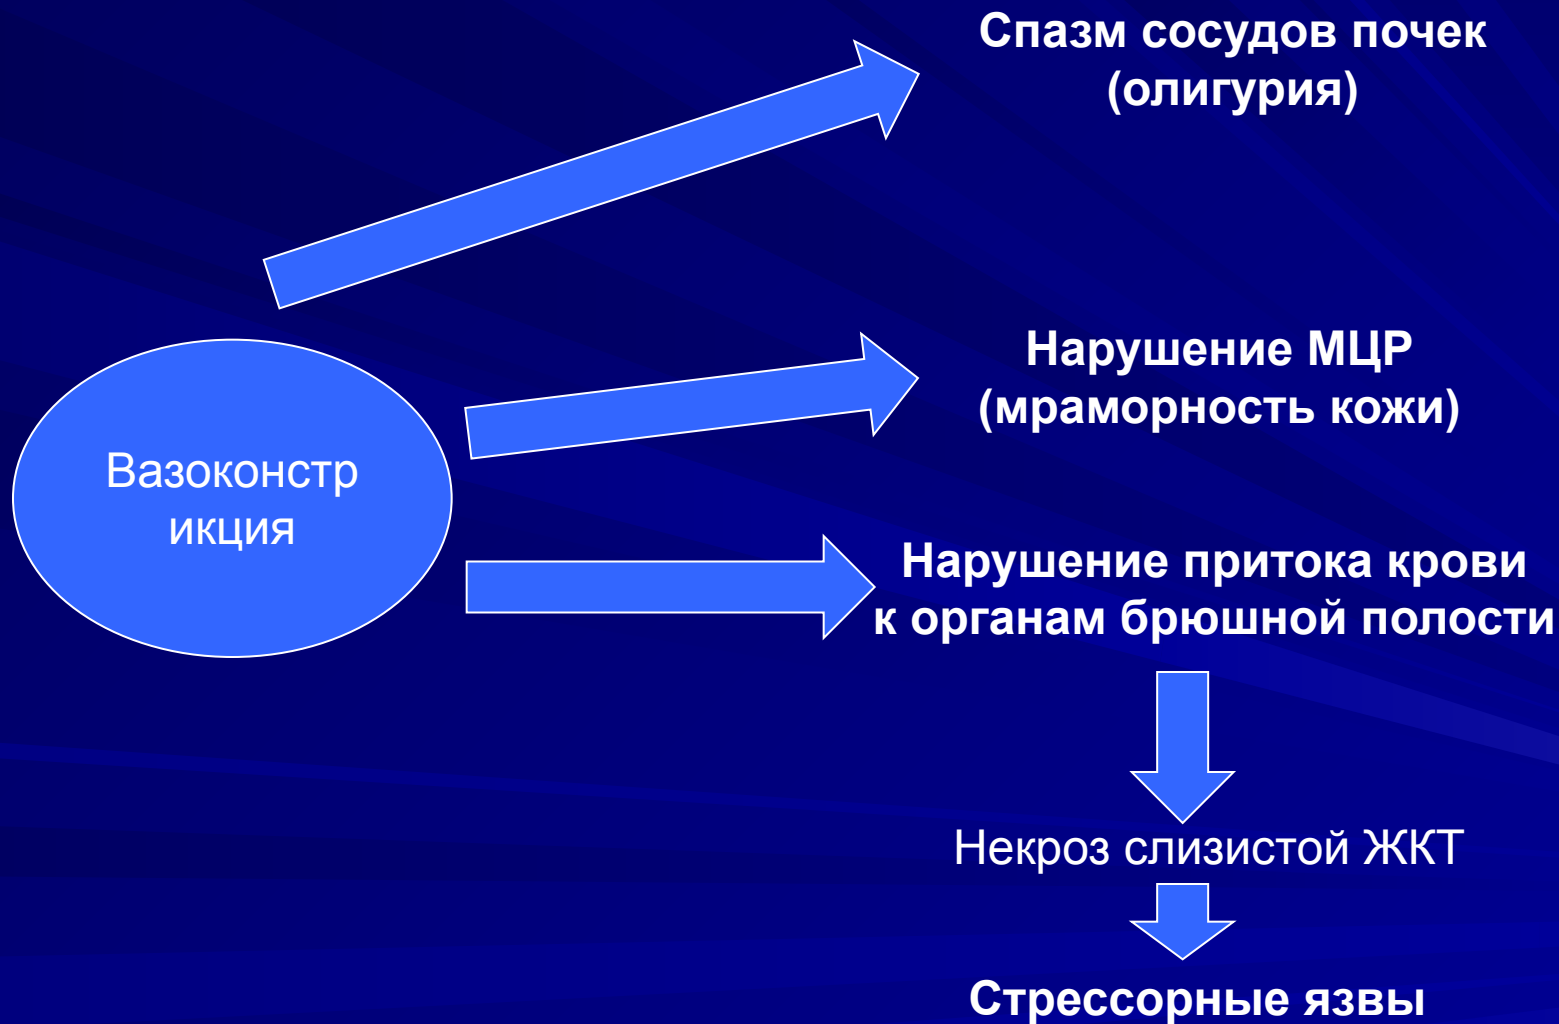 Спазм сосудов почек
(олигурия)
Нарушение МЦР
(мраморность кожи)
Вазоконстр
икция
Нарушение притока крови
к органам брюшной полости
Некроз слизистой ЖКТ
Стрессорные язвы